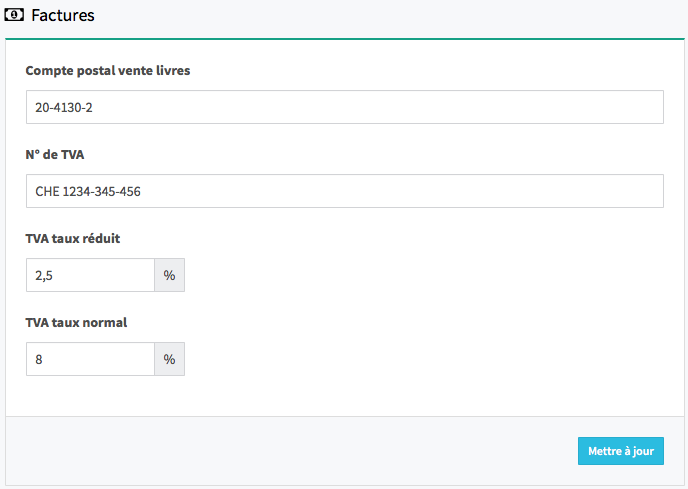 Factures
Compte postal vente livres
20-4130-2
N° de TVA
CHE 1234-345-456
TVA taux réduit
2,5 %
TVA taux normal
8 %
Mettre à jour